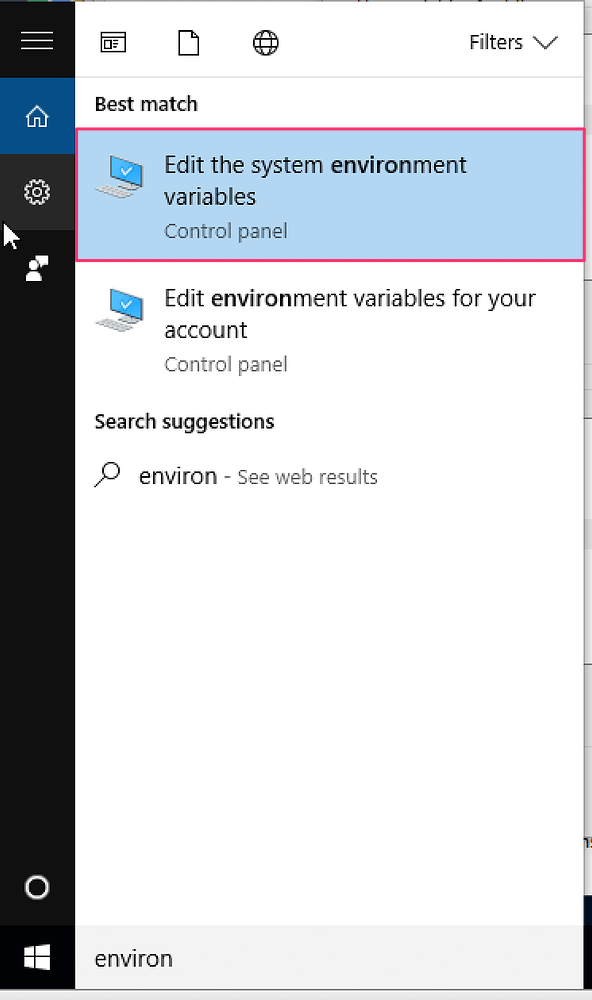 Filters
Best match
Edit the system environment
variables
Control panel
Edit environment variables for your
account
Control panel
Search suggestions
environ - See web results
environ